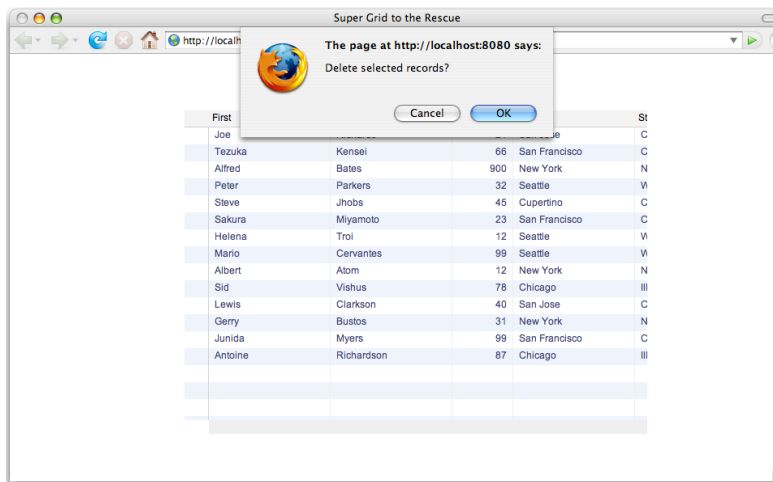 Super Grid to the Rescue
http://localh
The page at http://localhost:8080 says:
Delete selected records?
Cancel OK
First St
Joe C
Tezuka Kensei 66 San Francisco C
Alfred Bates 900 New York N
Peter Parkers 32 Seattle W
Steve Jhobs 45 Cupertino C
Sakura Miyamoto 23 San Francisco C
Helena Troi 12 Seattle W
Mario Cervantes 99 Seattle W
Albert Atom 12 New York N
Sid Vishus 78 Chicago Ill
Lewis Clarkson 40 San Jose C
Gerry Bustos 31 New York N
Junida Myers 99 San Francisco C
Antoine Richardson 87 Chicago Ill